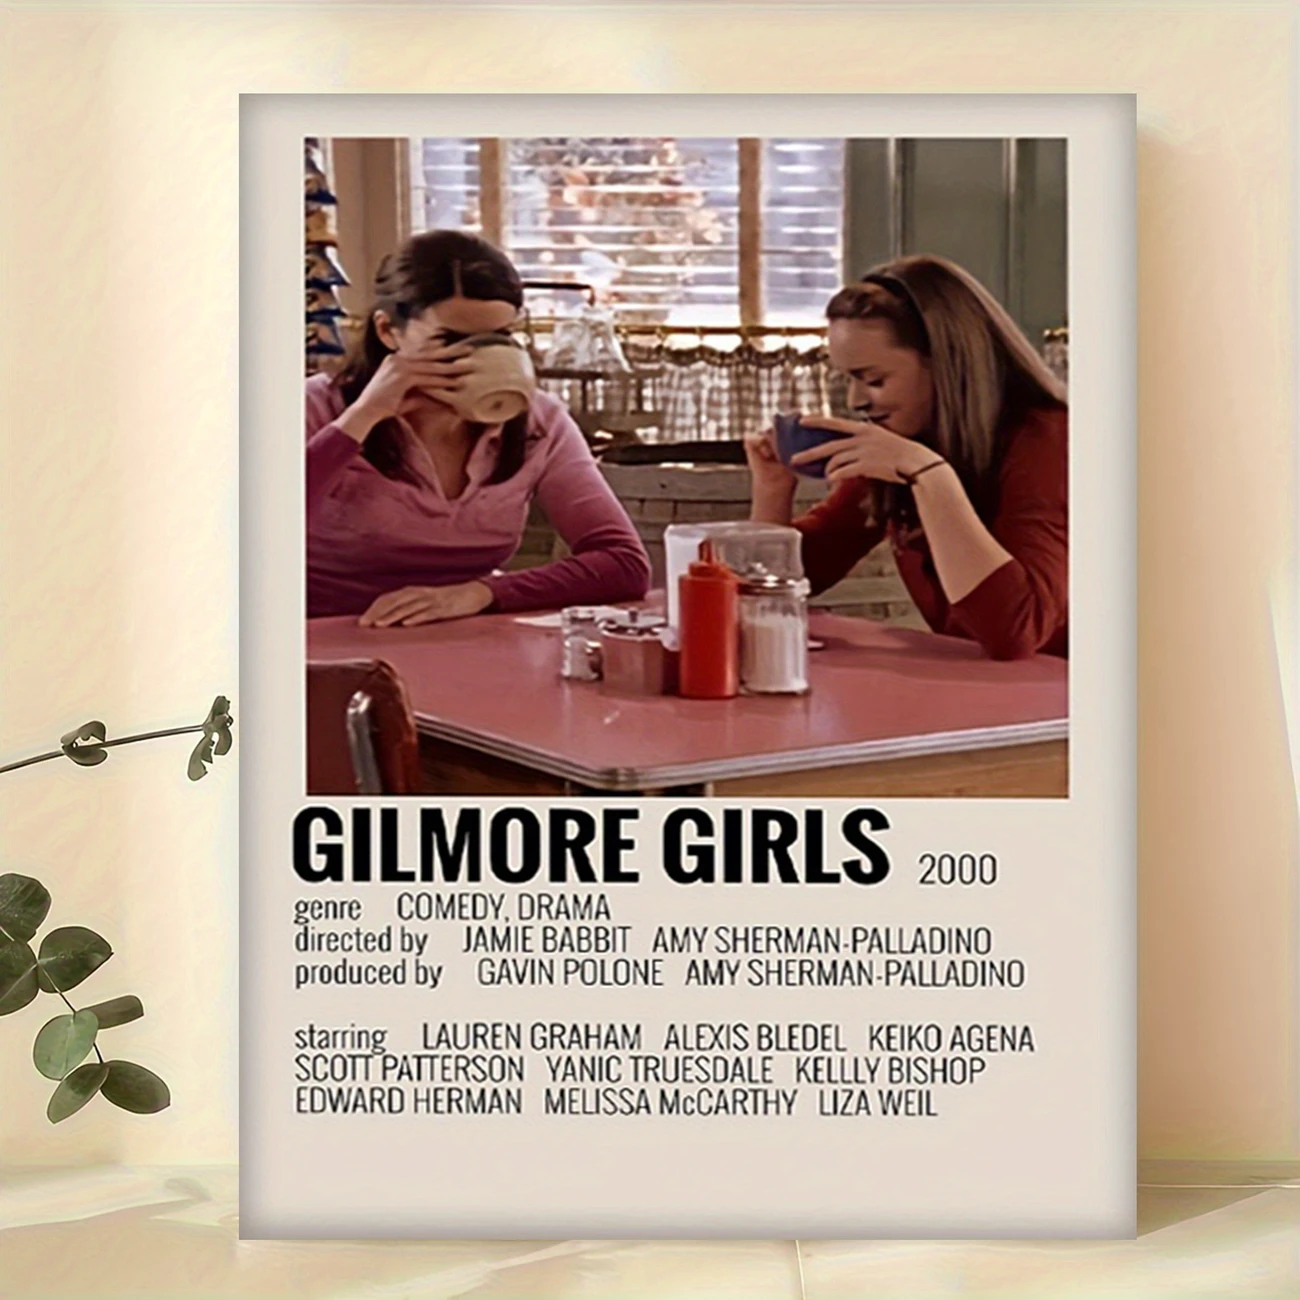 GILMORE GIRLS 2000
genre COMEDY, DRAMA
directed by JAMIE BABBIT AMY SHERMAN-PALLADINO
produced by GAVIN POLONE AMY SHERMAN-PALLADINO
starring LAUREN GRAHAM ALEXIS BLEDEL KEIKO AGENA
SCOTT PATTERSON YANIC TRUESDALE KELLLY BISHOP
EDWARD HERMAN MELISSA McCARTHY LIZA WEIL